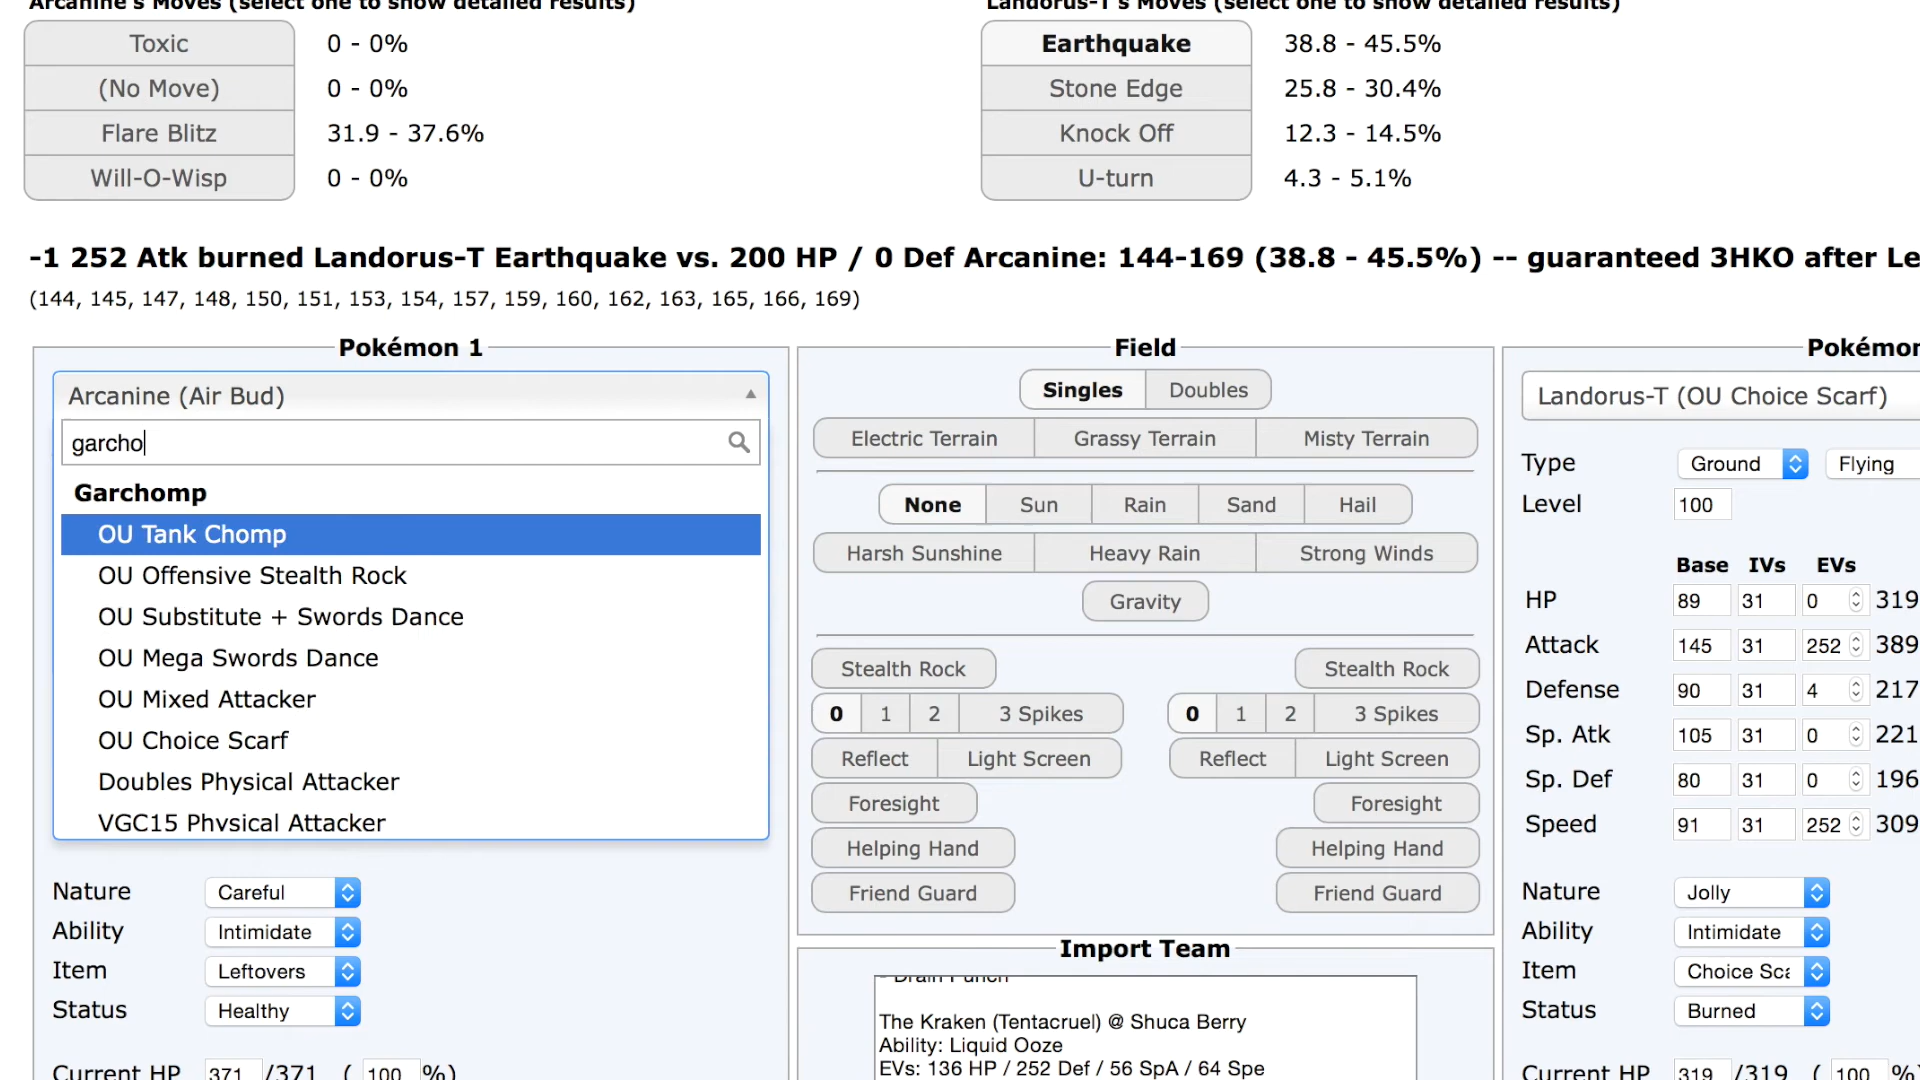 Arcanine's Moves (select one to show detailed results)
Landorus-T's Moves (select one to show detailed results)
Toxic 0 - 0%
(No Move) 0 - 0%
Flare Blitz 31.9 - 37.6%
Will-O-Wisp 0 - 0%
Earthquake 38.8 - 45.5%
Stone Edge 25.8 - 30.4%
Knock Off 12.3 - 14.5%
U-turn 4.3 - 5.1%
-1 252 Atk burned Landorus-T Earthquake vs. 200 HP / 0 Def Arcanine: 144-169 (38.8 - 45.5%) -- guaranteed 3HKO after Le
(144, 145, 147, 148, 150, 151, 153, 154, 157, 159, 160, 162, 163, 165, 166, 169)
Pokémon 1
Arcanine (Air Bud)
garcho
Garchomp
OU Tank Chomp
OU Offensive Stealth Rock
OU Substitute + Swords Dance
OU Mega Swords Dance
OU Mixed Attacker
OU Choice Scarf
Doubles Physical Attacker
VGC15 Physical Attacker
Nature Careful
Ability Intimidate
Item Leftovers
Status Healthy
Current HP 371 /371 ( 100 %)
Field
Singles Doubles
Electric Terrain Grassy Terrain Misty Terrain
None Sun Rain Sand Hail
Harsh Sunshine Heavy Rain Strong Winds
Gravity
Stealth Rock Stealth Rock
0 1 2 3 Spikes 0 1 2 3 Spikes
Reflect Light Screen Reflect Light Screen
Foresight Foresight
Helping Hand Helping Hand
Friend Guard Friend Guard
Import Team
- Drain Punch
The Kraken (Tentacruel) @ Shuca Berry
Ability: Liquid Ooze
EVs: 136 HP / 252 Def / 56 SpA / 64 Spe
Pokémon
Landorus-T (OU Choice Scarf)
Type Ground Flying
Level 100
Base IVs EVs
HP 89 31 0 319
Attack 145 31 252 389
Defense 90 31 4 217
Sp. Atk 105 31 0 221
Sp. Def 80 31 0 196
Speed 91 31 252 309
Nature Jolly
Ability Intimidate
Item Choice Sca
Status Burned
Current HP 319 /319 ( 100 %